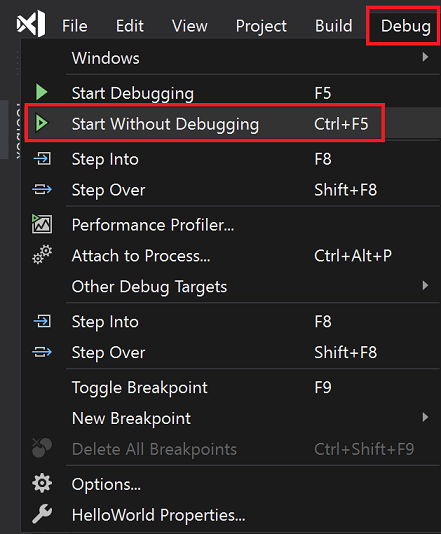 File Edit View Project Build Debug
Windows
Start Debugging F5
Start Without Debugging Ctrl+F5
Step Into F8
Step Over Shift+F8
Performance Profiler...
Attach to Process... Ctrl+Alt+P
Other Debug Targets
Step Into F8
Step Over Shift+F8
Toggle Breakpoint F9
New Breakpoint
Delete All Breakpoints Ctrl+Shift+F9
Options...
HelloWorld Properties...